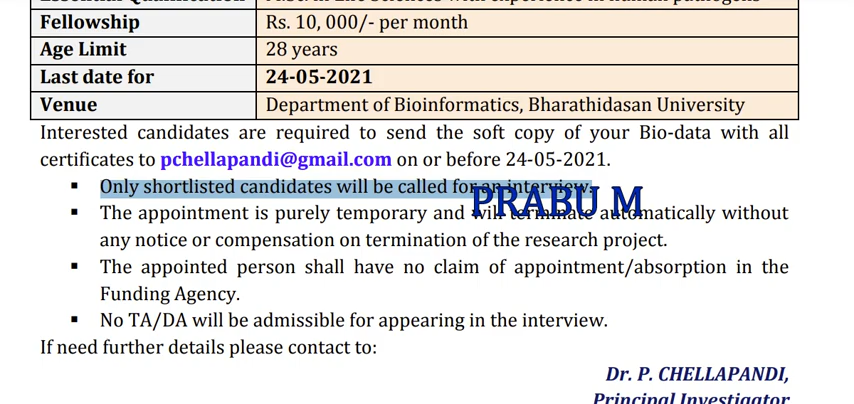 Fellowship Rs. 10, 000/- per month
Age Limit 28 years
Last date for 24-05-2021
Venue Department of Bioinformatics, Bharathidasan University
Interested candidates are required to send the soft copy of your Bio-data with all
certificates to pchellapandi@gmail.com on or before 24-05-2021.
▪ Only shortlisted candidates will be called for an interview.
PRABU M
▪ The appointment is purely temporary and will terminate automatically without
any notice or compensation on termination of the research project.
▪ The appointed person shall have no claim of appointment/absorption in the
Funding Agency.
▪ No TA/DA will be admissible for appearing in the interview.
If need further details please contact to:
Dr. P. CHELLAPANDI,
Principal Investigator